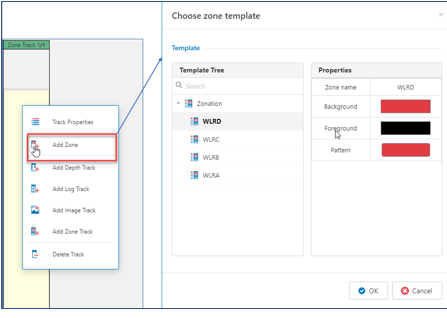 Zone Track 1/1
Track Properties
Add Zone
Add Depth Track
Add Log Track
Add Image Track
Add Zone Track
Delete Track
Choose zone template
Template
Template Tree
Search
Zonation
WLRD
WLRC
WLRB
WLRA
Properties
Zone name WLRD
Background
Foreground
Pattern
OK Cancel